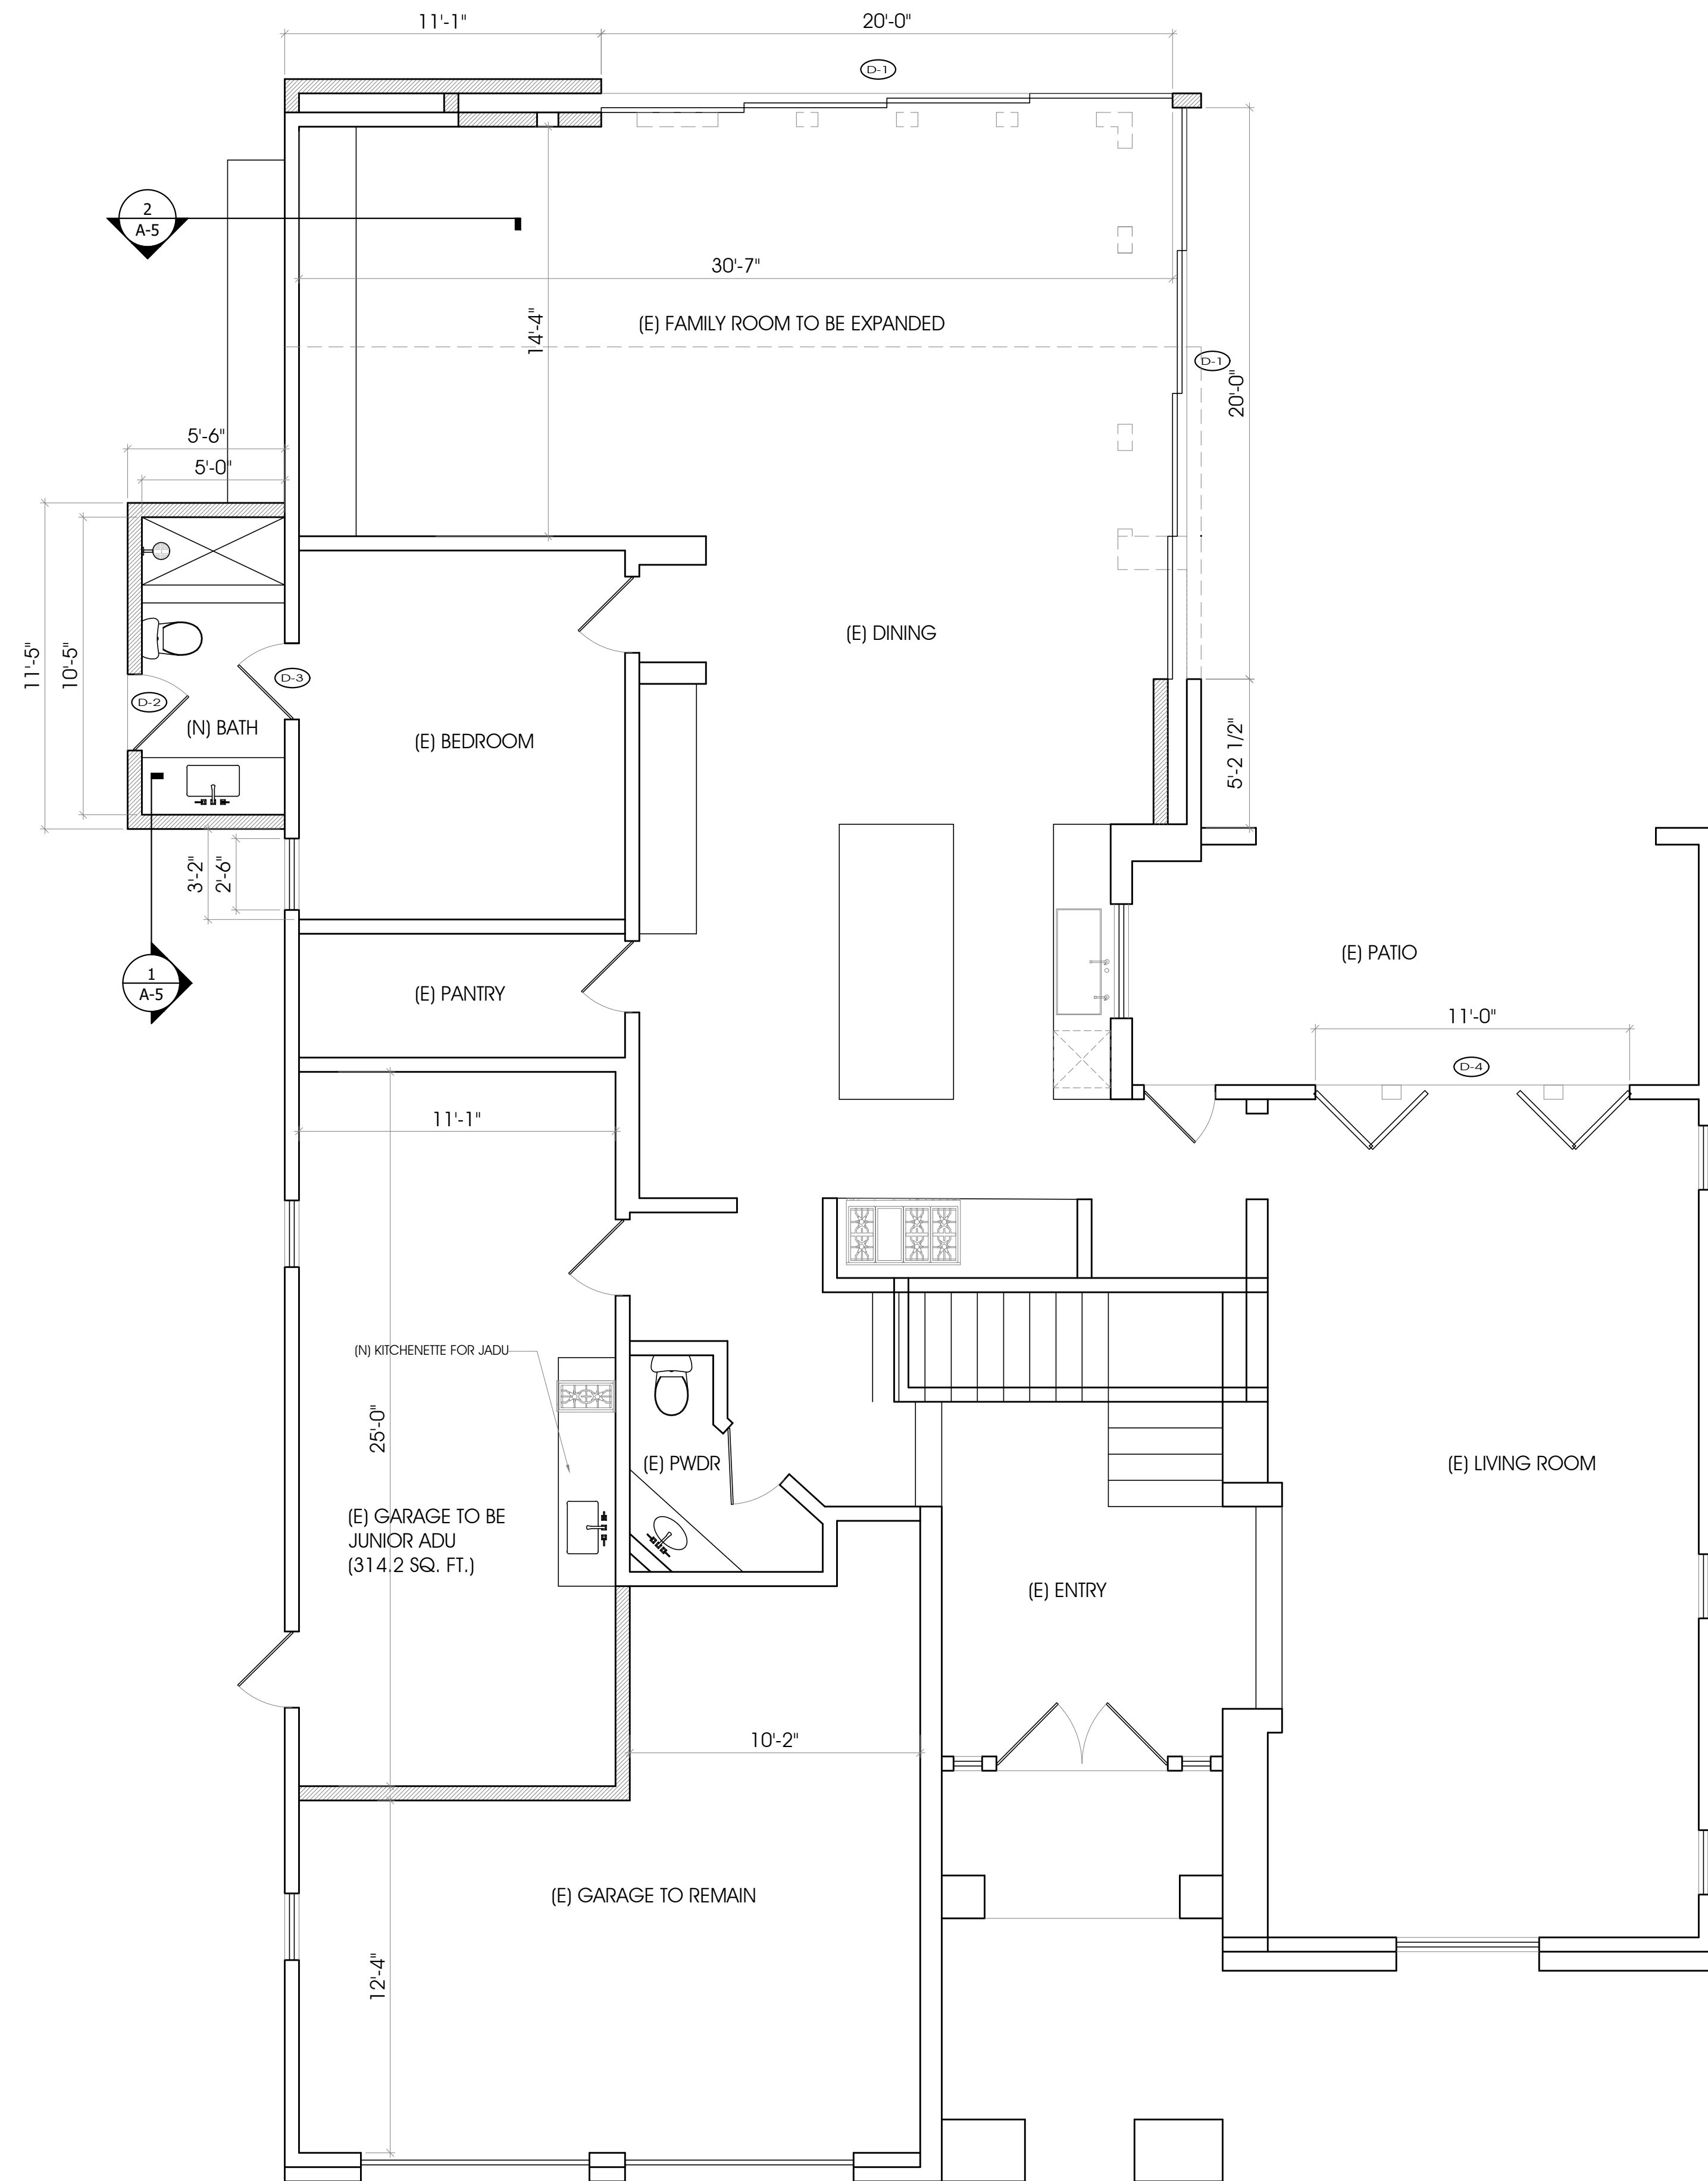 11'-1"
20'-0"
D-1
2
A-5
30'-7"
14'-4"
(E) FAMILY ROOM TO BE EXPANDED
D-1
20'-0"
5'-6"
5'-0"
11'-5"
10'-5"
D-3
D-2
(N) BATH
(E) BEDROOM
(E) DINING
5'-2 1/2"
3'-2"
2'-6"
1
A-5
(E) PANTRY
(E) PATIO
11'-0"
D-4
11'-1"
(N) KITCHENETTE FOR JADU
25'-0"
(E) PWDR
(E) LIVING ROOM
(E) GARAGE TO BE
JUNIOR ADU
(314.2 SQ. FT.)
(E) ENTRY
10'-2"
(E) GARAGE TO REMAIN
12'-4"